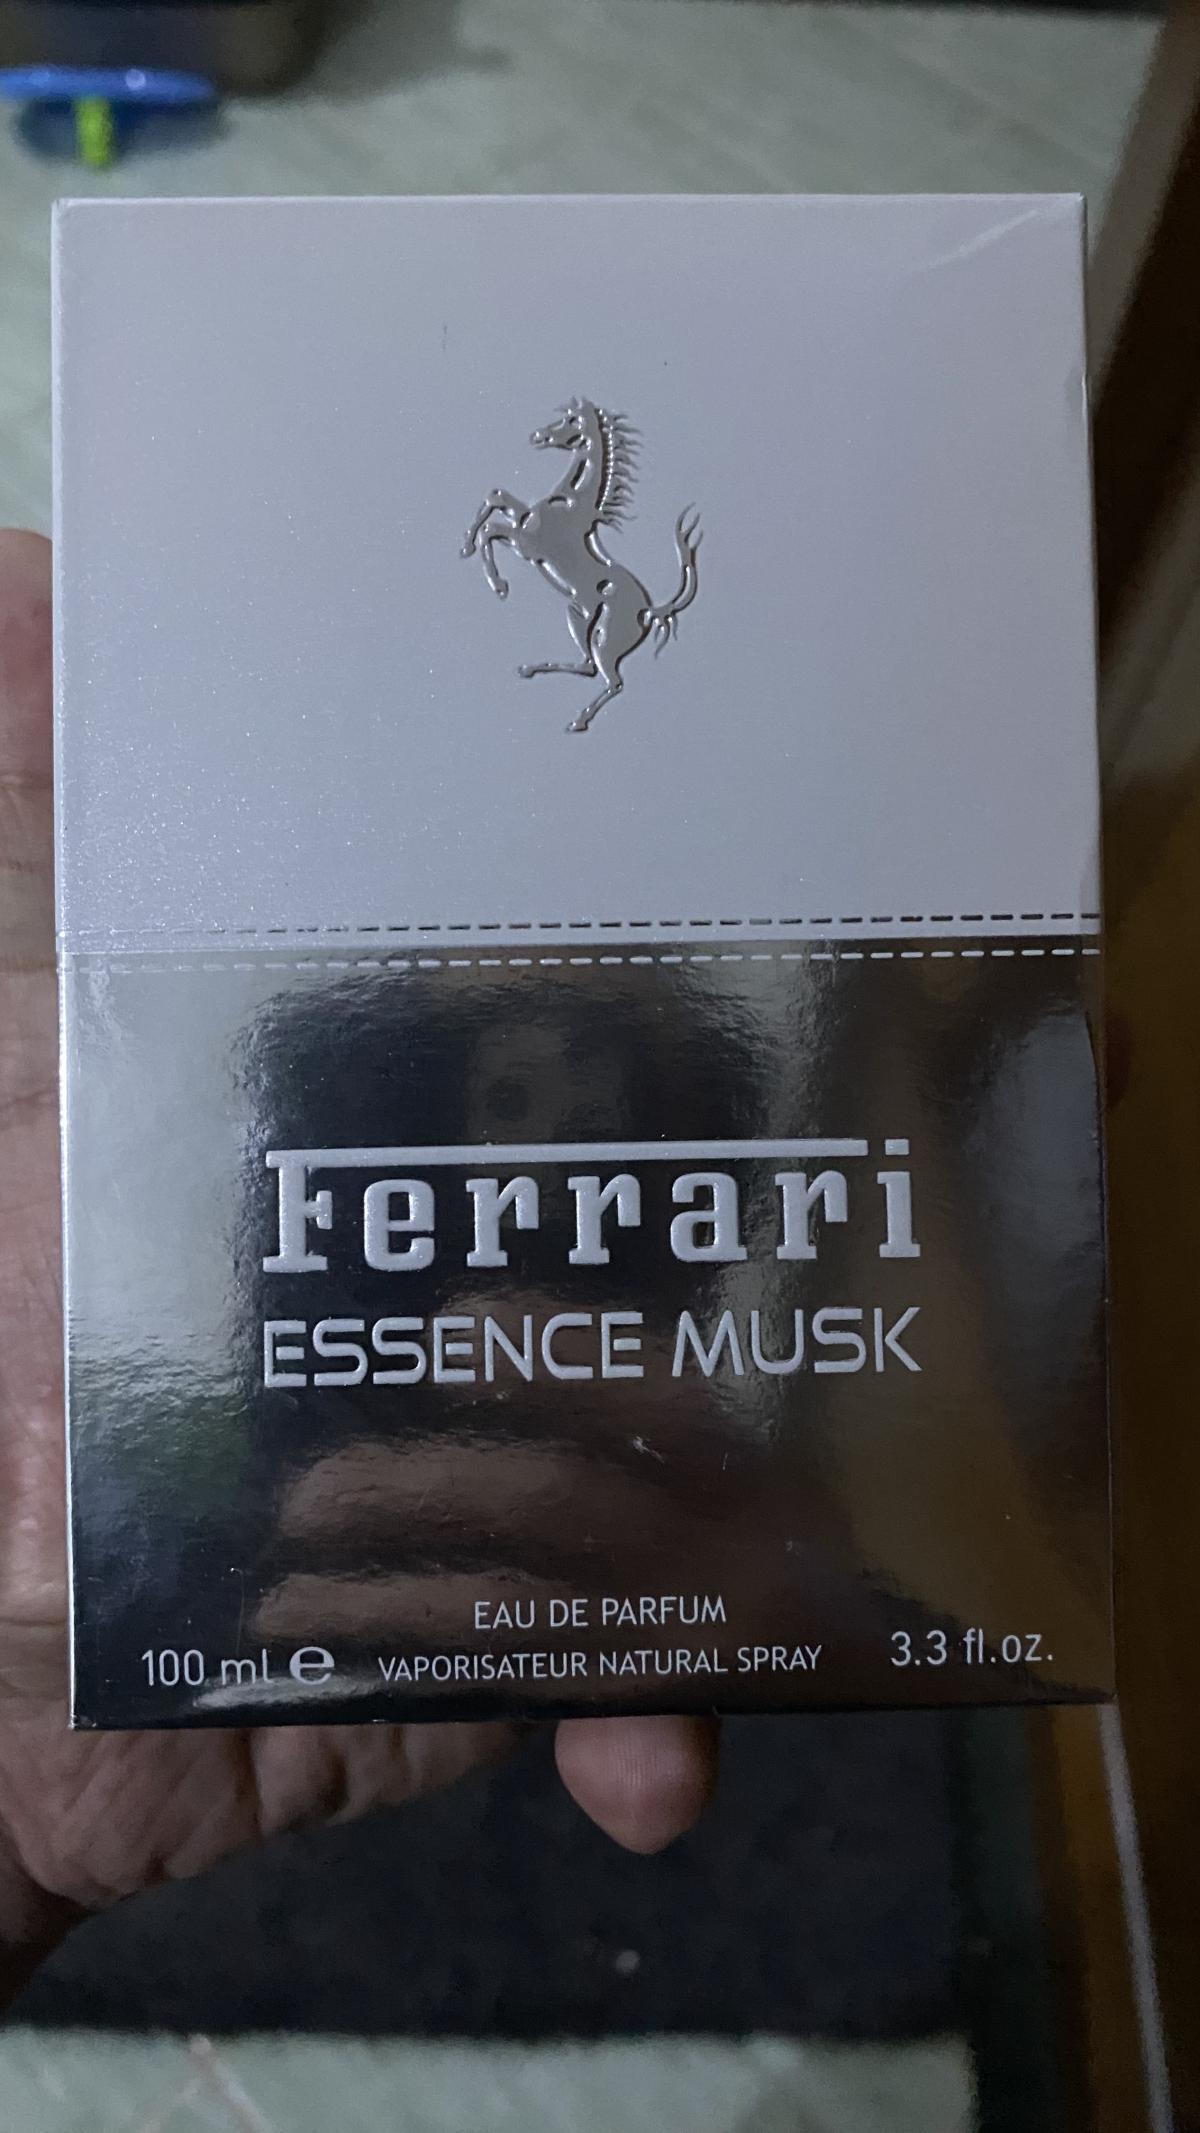 Ferrari
ESSENCE MUSK
EAU DE PARFUM
100 ml e VAPORISATEUR NATURAL SPRAY 3.3 fl.oz.